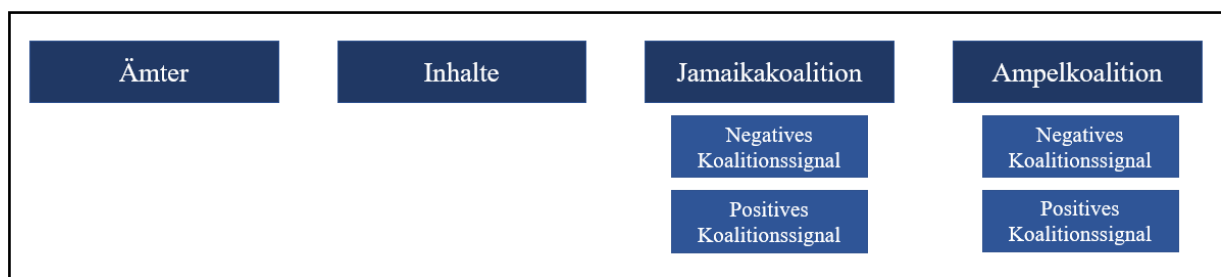 Ämter
Inhalte
Jamaikakoalition
Negatives
Koalitionssignal
Positives
Koalitionssignal
Ampelkoalition
Negatives
Koalitionssignal
Positives
Koalitionssignal